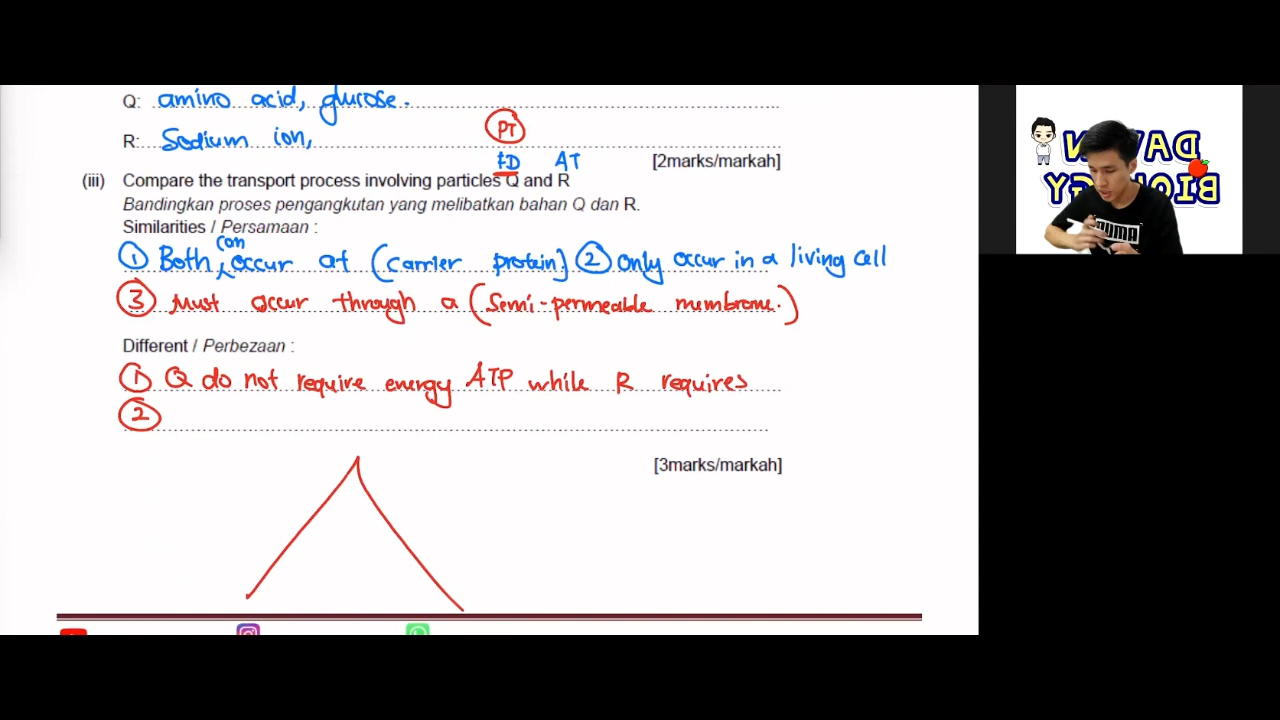 Q: amino acid, glucose.
R: Sodium ion,
PT
FD AT
[2marks/markah]
(iii) Compare the transport process involving particles Q and R
Bandingkan proses pengangkutan yang melibatkan bahan Q dan R.
Similarities / Persamaan :
① Both can occur at (carrier protein) ② only occur in a living cell
③ Must occur through a (semi-permeable membrane.)
Different / Perbezaan :
① Q do not require energy ATP while R requires
②
[3marks/markah]
BIOLOGY
PUMA